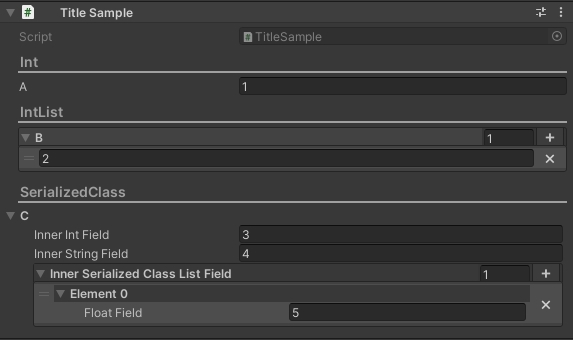 Title Sample
Script TitleSample
Int
A 1
IntList
B 1
2
SerializedClass
C
Inner Int Field 3
Inner String Field 4
Inner Serialized Class List Field 1
Element 0
Float Field 5